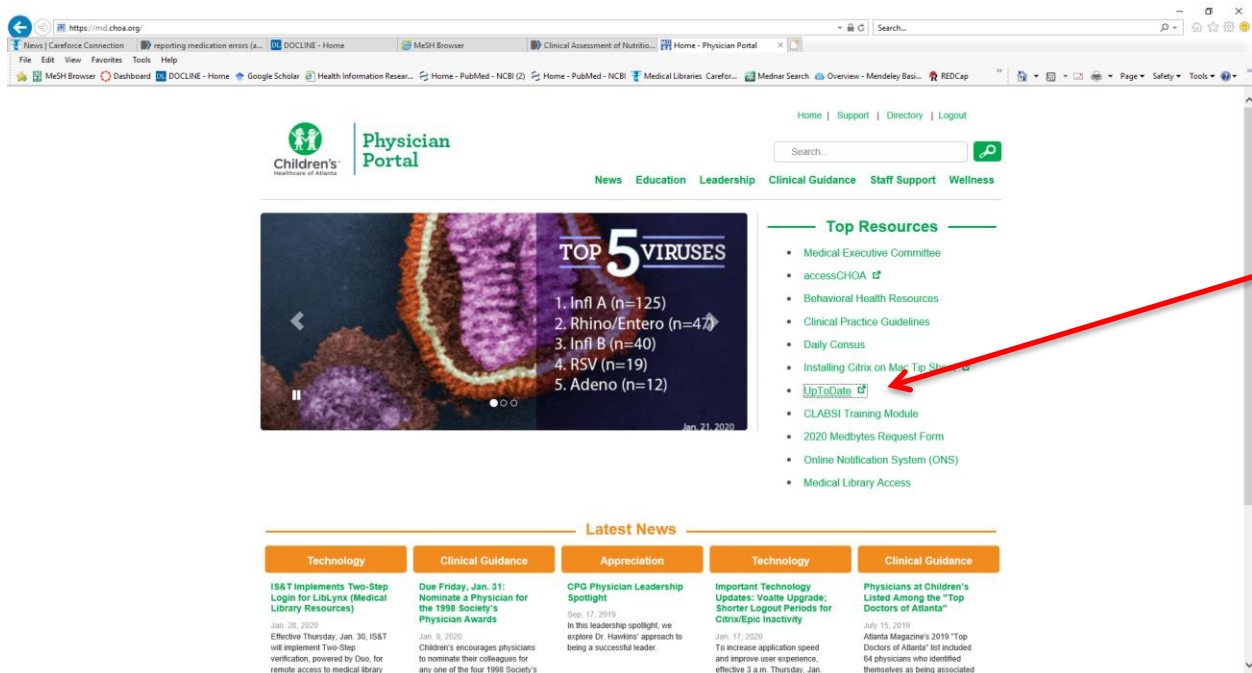 https://md.choa.org/
Search...
News | Careforce Connection
reporting medication errors (a...
DOCLINE - Home
MeSH Browser
Clinical Assessment of Nutritio...
Home - Physician Portal
File Edit View Favorites Tools Help
MeSH Browser
Dashboard
DOCLINE - Home
Google Scholar
Health Information Resear...
Home - PubMed - NCBI (2)
Home - PubMed - NCBI
Medical Libraries Carefor...
Mednar Search
Overview - Mendeley Basi...
REDCap
Page
Safety
Tools
Home | Support | Directory | Logout
Children's
Healthcare of Atlanta
Physician
Portal
Search...
News Education Leadership Clinical Guidance Staff Support Wellness
TOP 5 VIRUSES
1. Infl A (n=125)
2. Rhino/Entero (n=47)
3. Infl B (n=40)
4. RSV (n=19)
5. Adeno (n=12)
Jan. 21, 2020
Top Resources
Medical Executive Committee
accessCHOA
Behavioral Health Resources
Clinical Practice Guidelines
Daily Census
Installing Citrix on Mac Tip Sheet
UpToDate
CLABSI Training Module
2020 Medbytes Request Form
Online Notification System (ONS)
Medical Library Access
Latest News
Technology
IS&T Implements Two-Step
Login for LibLynx (Medical
Library Resources)
Jan. 28, 2020
Effective Thursday, Jan. 30, IS&T
will implement Two-Step
verification, powered by Duo, for
remote access to medical library
Clinical Guidance
Due Friday, Jan. 31:
Nominate a Physician for
the 1998 Society's
Physician Awards
Jan. 9, 2020
Children's encourages physicians
to nominate their colleagues for
any one of the four 1998 Society's
Appreciation
CPG Physician Leadership
Spotlight
Sep. 17, 2019
In this leadership spotlight, we
explore Dr. Hawkins' approach to
being a successful leader.
Technology
Important Technology
Updates: Voalte Upgrade;
Shorter Logout Periods for
Citrix/Epic Inactivity
Jan. 17, 2020
To increase application speed
and improve user experience,
effective 3 a.m. Thursday, Jan.
Clinical Guidance
Physicians at Children's
Listed Among the "Top
Doctors of Atlanta"
July 15, 2019
Atlanta Magazine's 2019 "Top
Doctors of Atlanta" list included
64 physicians who identified
themselves as being associated